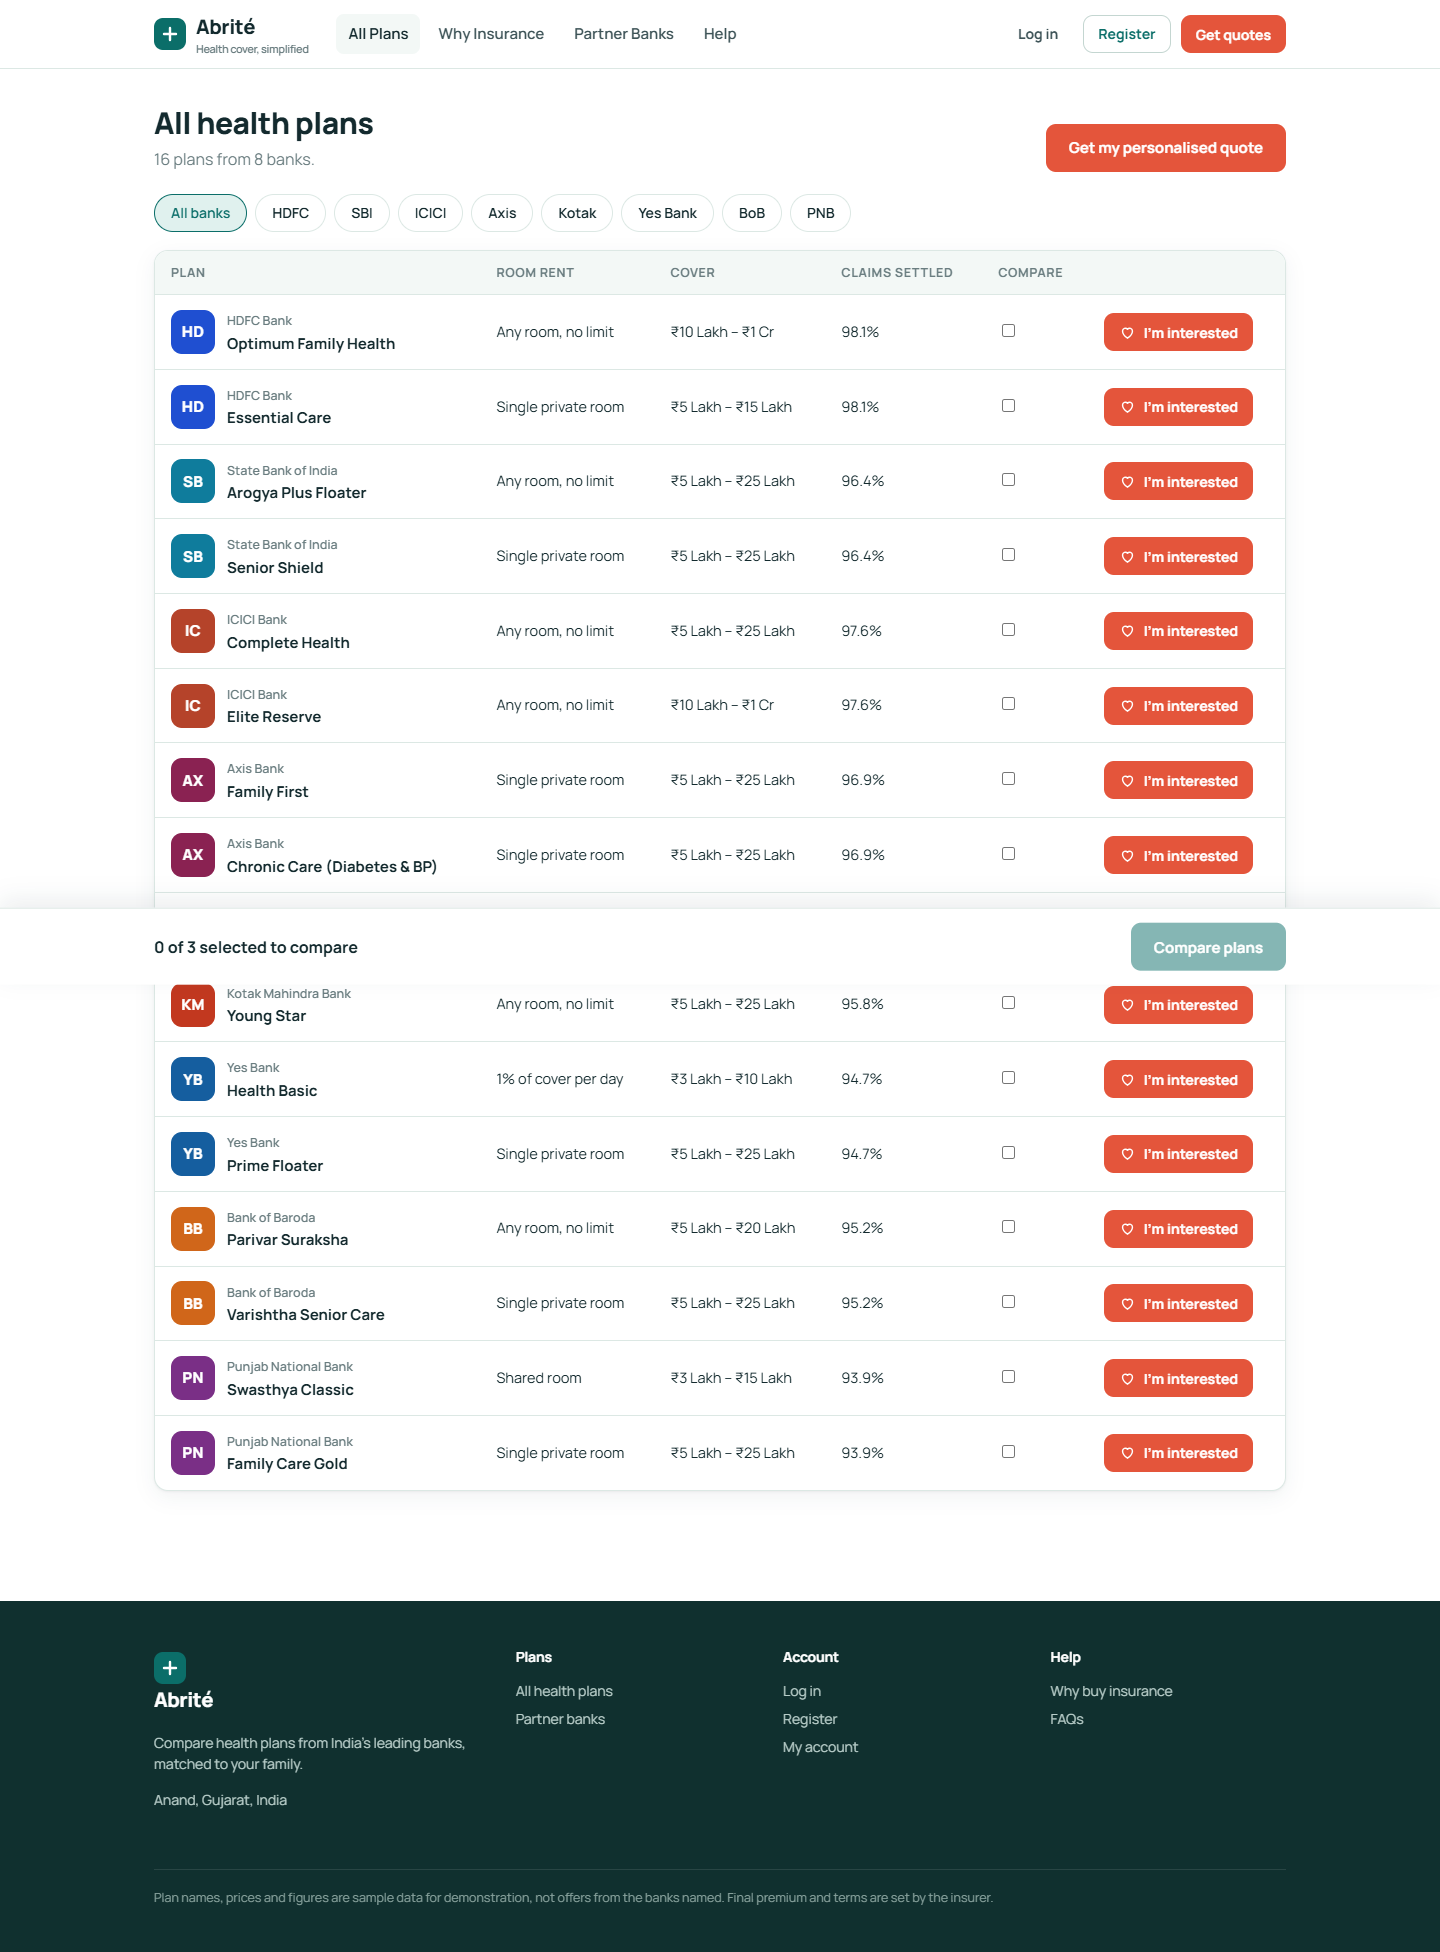 Abrité
Health cover, simplified
All Plans
Why Insurance
Partner Banks
Help
Log in
Register
Get quotes
All health plans
16 plans from 8 banks.
Get my personalised quote
All banks
HDFC
SBI
ICICI
Axis
Kotak
Yes Bank
BoB
PNB
PLAN ROOM RENT COVER CLAIMS SETTLED COMPARE
HD
HDFC Bank
Optimum Family Health
Any room, no limit
₹10 Lakh – ₹1 Cr
98.1%
I'm interested
HD
HDFC Bank
Essential Care
Single private room
₹5 Lakh – ₹15 Lakh
98.1%
I'm interested
SB
State Bank of India
Arogya Plus Floater
Any room, no limit
₹5 Lakh – ₹25 Lakh
96.4%
I'm interested
SB
State Bank of India
Senior Shield
Single private room
₹5 Lakh – ₹25 Lakh
96.4%
I'm interested
IC
ICICI Bank
Complete Health
Any room, no limit
₹5 Lakh – ₹25 Lakh
97.6%
I'm interested
IC
ICICI Bank
Elite Reserve
Any room, no limit
₹10 Lakh – ₹1 Cr
97.6%
I'm interested
AX
Axis Bank
Family First
Single private room
₹5 Lakh – ₹25 Lakh
96.9%
I'm interested
AX
Axis Bank
Chronic Care (Diabetes & BP)
Single private room
₹5 Lakh – ₹25 Lakh
96.9%
I'm interested
0 of 3 selected to compare
Compare plans
KM
Kotak Mahindra Bank
Young Star
Any room, no limit
₹5 Lakh – ₹25 Lakh
95.8%
I'm interested
YB
Yes Bank
Health Basic
1% of cover per day
₹3 Lakh – ₹10 Lakh
94.7%
I'm interested
YB
Yes Bank
Prime Floater
Single private room
₹5 Lakh – ₹25 Lakh
94.7%
I'm interested
BB
Bank of Baroda
Parivar Suraksha
Any room, no limit
₹5 Lakh – ₹20 Lakh
95.2%
I'm interested
BB
Bank of Baroda
Varishtha Senior Care
Single private room
₹5 Lakh – ₹25 Lakh
95.2%
I'm interested
PN
Punjab National Bank
Swasthya Classic
Shared room
₹3 Lakh – ₹15 Lakh
93.9%
I'm interested
PN
Punjab National Bank
Family Care Gold
Single private room
₹5 Lakh – ₹25 Lakh
93.9%
I'm interested
Abrité
Compare health plans from India's leading banks,
matched to your family.
Anand, Gujarat, India
Plans
All health plans
Partner banks
Account
Log in
Register
My account
Help
Why buy insurance
FAQs
Plan names, prices and figures are sample data for demonstration, not offers from the banks named. Final premium and terms are set by the insurer.